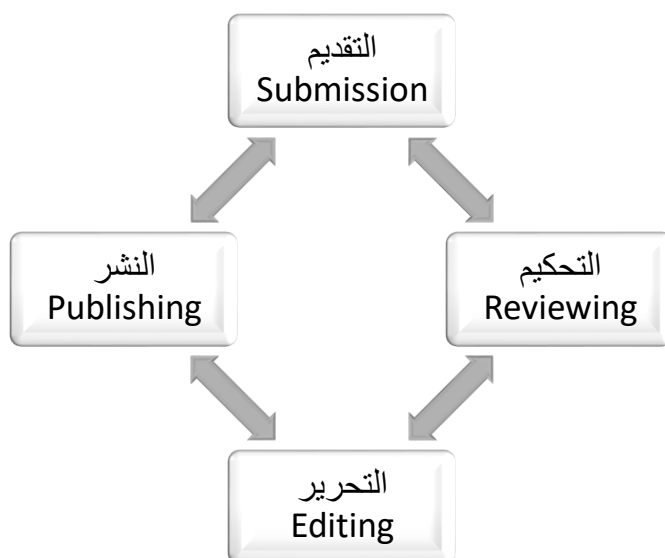 التقديم
Submission
النشر
Publishing
التحكيم
Reviewing
التحرير
Editing